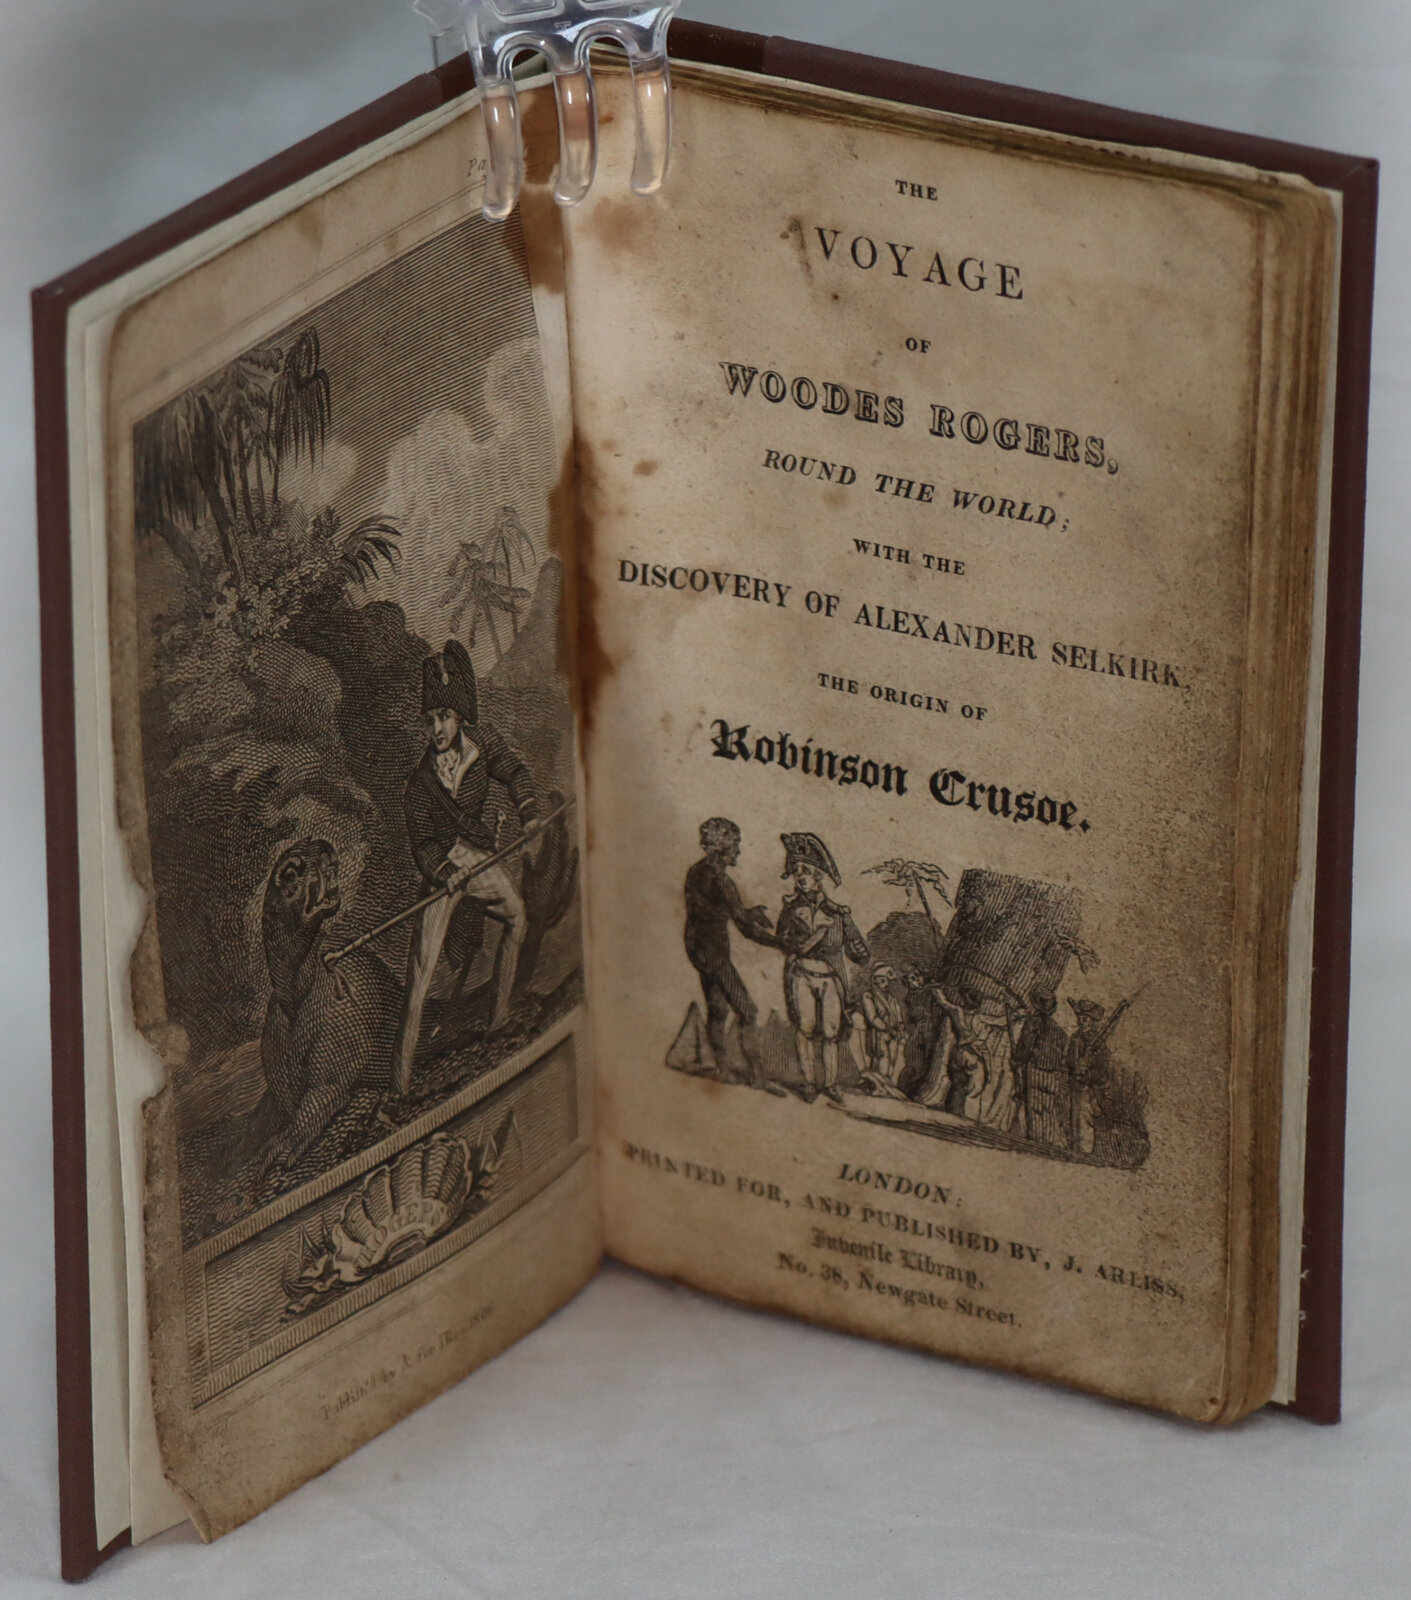 ROGERS
THE
VOYAGE
OF
WOODES ROGERS,
ROUND THE WORLD;
WITH THE
DISCOVERY OF ALEXANDER SELKIRK,
THE ORIGIN OF
Robinson Crusoe.
LONDON:
PRINTED FOR, AND PUBLISHED BY, J. ARLISS,
Juvenile Library,
No. 38, Newgate Street.